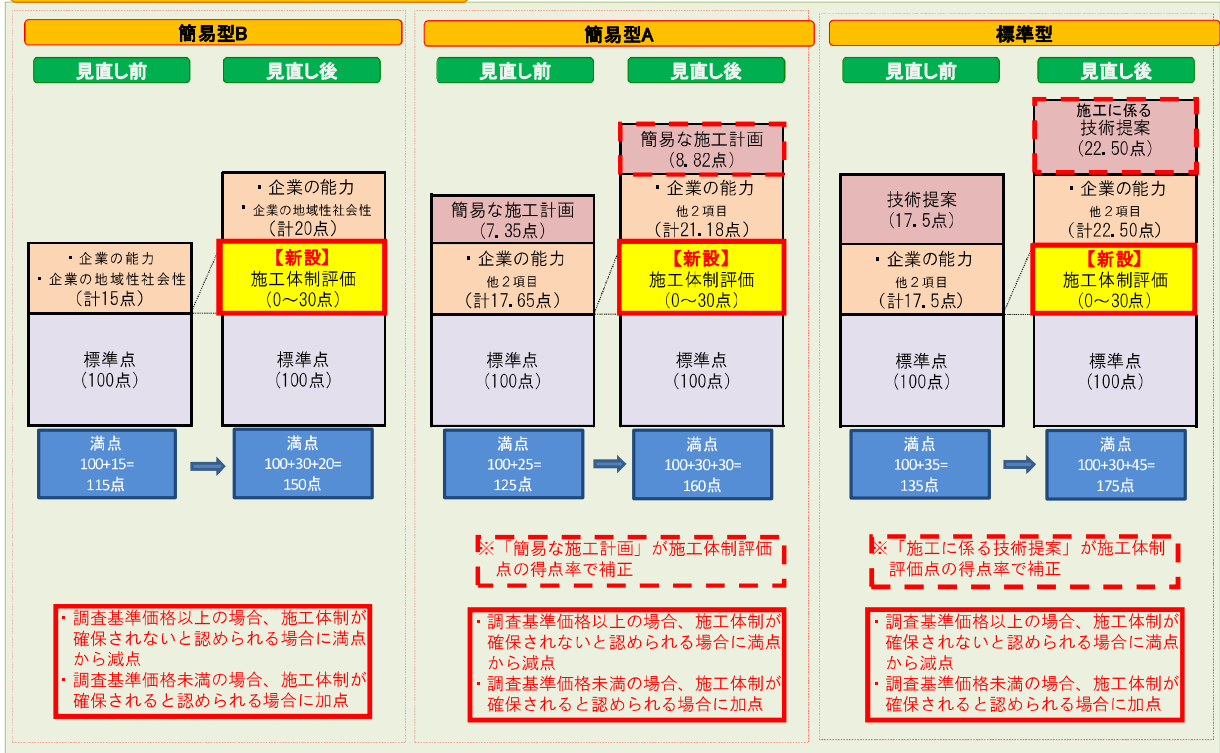 簡易型B
見直し前
見直し後
・企業の能力
・企業の地域性社会性
(計15点)
標準点
(100点)
・企業の能力
・企業の地域性社会性
(計20点)
【新設】
施工体制評価
(0～30点)
標準点
(100点)
満点
100+15=
115点
満点
100+30+20=
150点
・調査基準価格以上の場合、施工体制が
確保されないと認められる場合に満点
から減点
・調査基準価格未満の場合、施工体制が
確保されると認められる場合に加点
簡易型A
見直し前
見直し後
簡易な施工計画
(7.35点)
・企業の能力
他2項目
(計17.65点)
標準点
(100点)
簡易な施工計画
(8.82点)
・企業の能力
他2項目
(計21.18点)
【新設】
施工体制評価
(0～30点)
標準点
(100点)
満点
100+25=
125点
満点
100+30+30=
160点
※「簡易な施工計画」が施工体制評価
点の得点率で補正
・調査基準価格以上の場合、施工体制が
確保されないと認められる場合に満点
から減点
・調査基準価格未満の場合、施工体制が
確保されると認められる場合に加点
標準型
見直し前
見直し後
技術提案
(17.5点)
・企業の能力
他2項目
(計17.5点)
標準点
(100点)
施工に係る
技術提案
(22.50点)
・企業の能力
他2項目
(計22.50点)
【新設】
施工体制評価
(0～30点)
標準点
(100点)
満点
100+35=
135点
満点
100+30+45=
175点
※「施工に係る技術提案」が施工体制
評価点の得点率で補正
・調査基準価格以上の場合、施工体制が
確保されないと認められる場合に満点
から減点
・調査基準価格未満の場合、施工体制が
確保されると認められる場合に加点